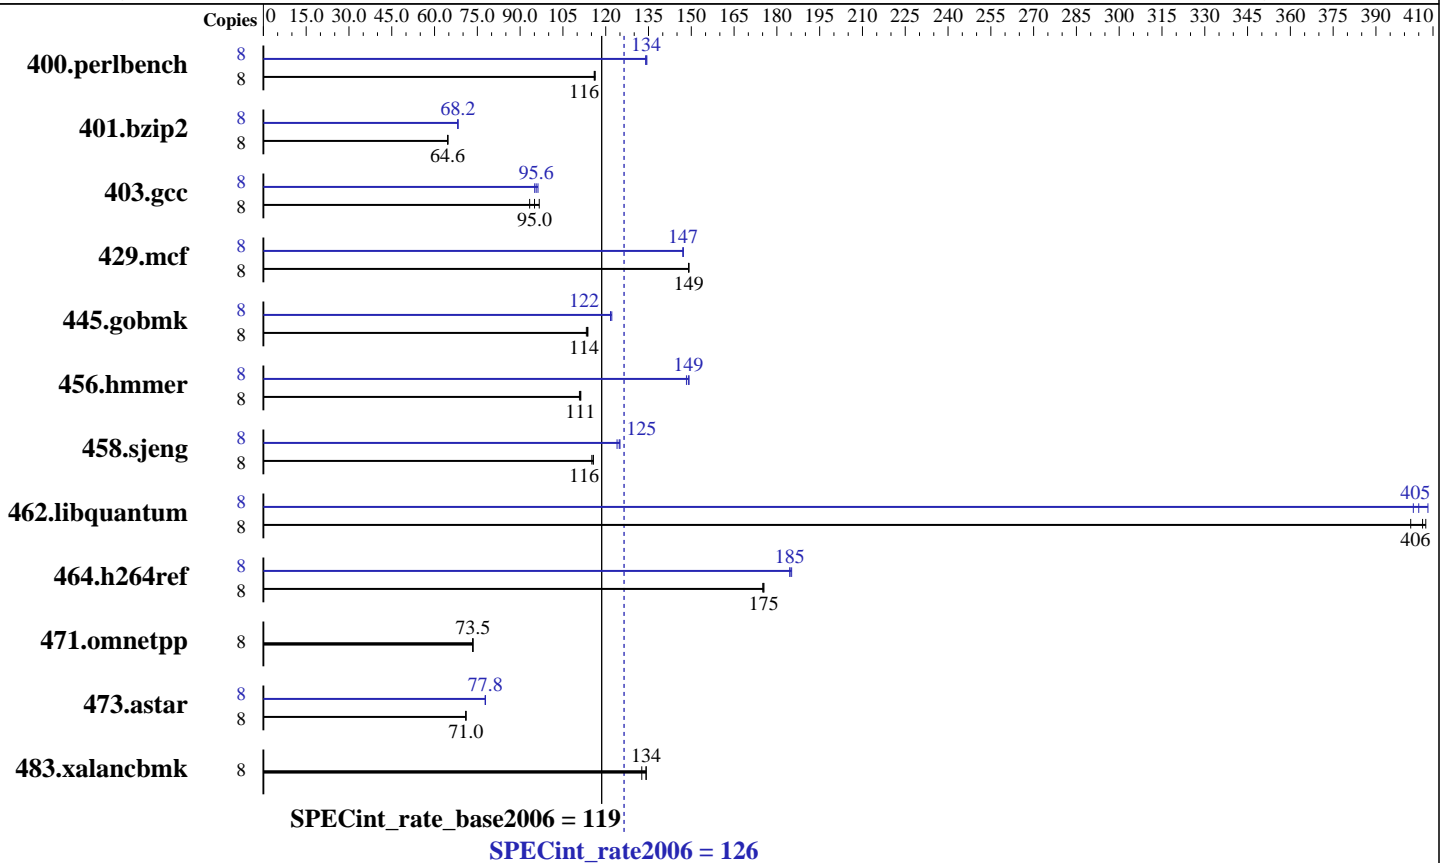 Copies 0 15.0 30.0 45.0 60.0 75.0 90.0 105 120 135 150 165 180 195 210 225 240 255 270 285 300 315 330 345 360 375 390 410
400.perlbench 8 134
8 116
401.bzip2 8 68.2
8 64.6
403.gcc 8 95.6
8 95.0
429.mcf 8 147
8 149
445.gobmk 8 122
8 114
456.hmmer 8 149
8 111
458.sjeng 8 125
8 116
462.libquantum 8 405
8 406
464.h264ref 8 185
8 175
471.omnetpp 8 73.5
473.astar 8 77.8
8 71.0
483.xalancbmk 8 134
SPECint_rate_base2006 = 119
SPECint_rate2006 = 126